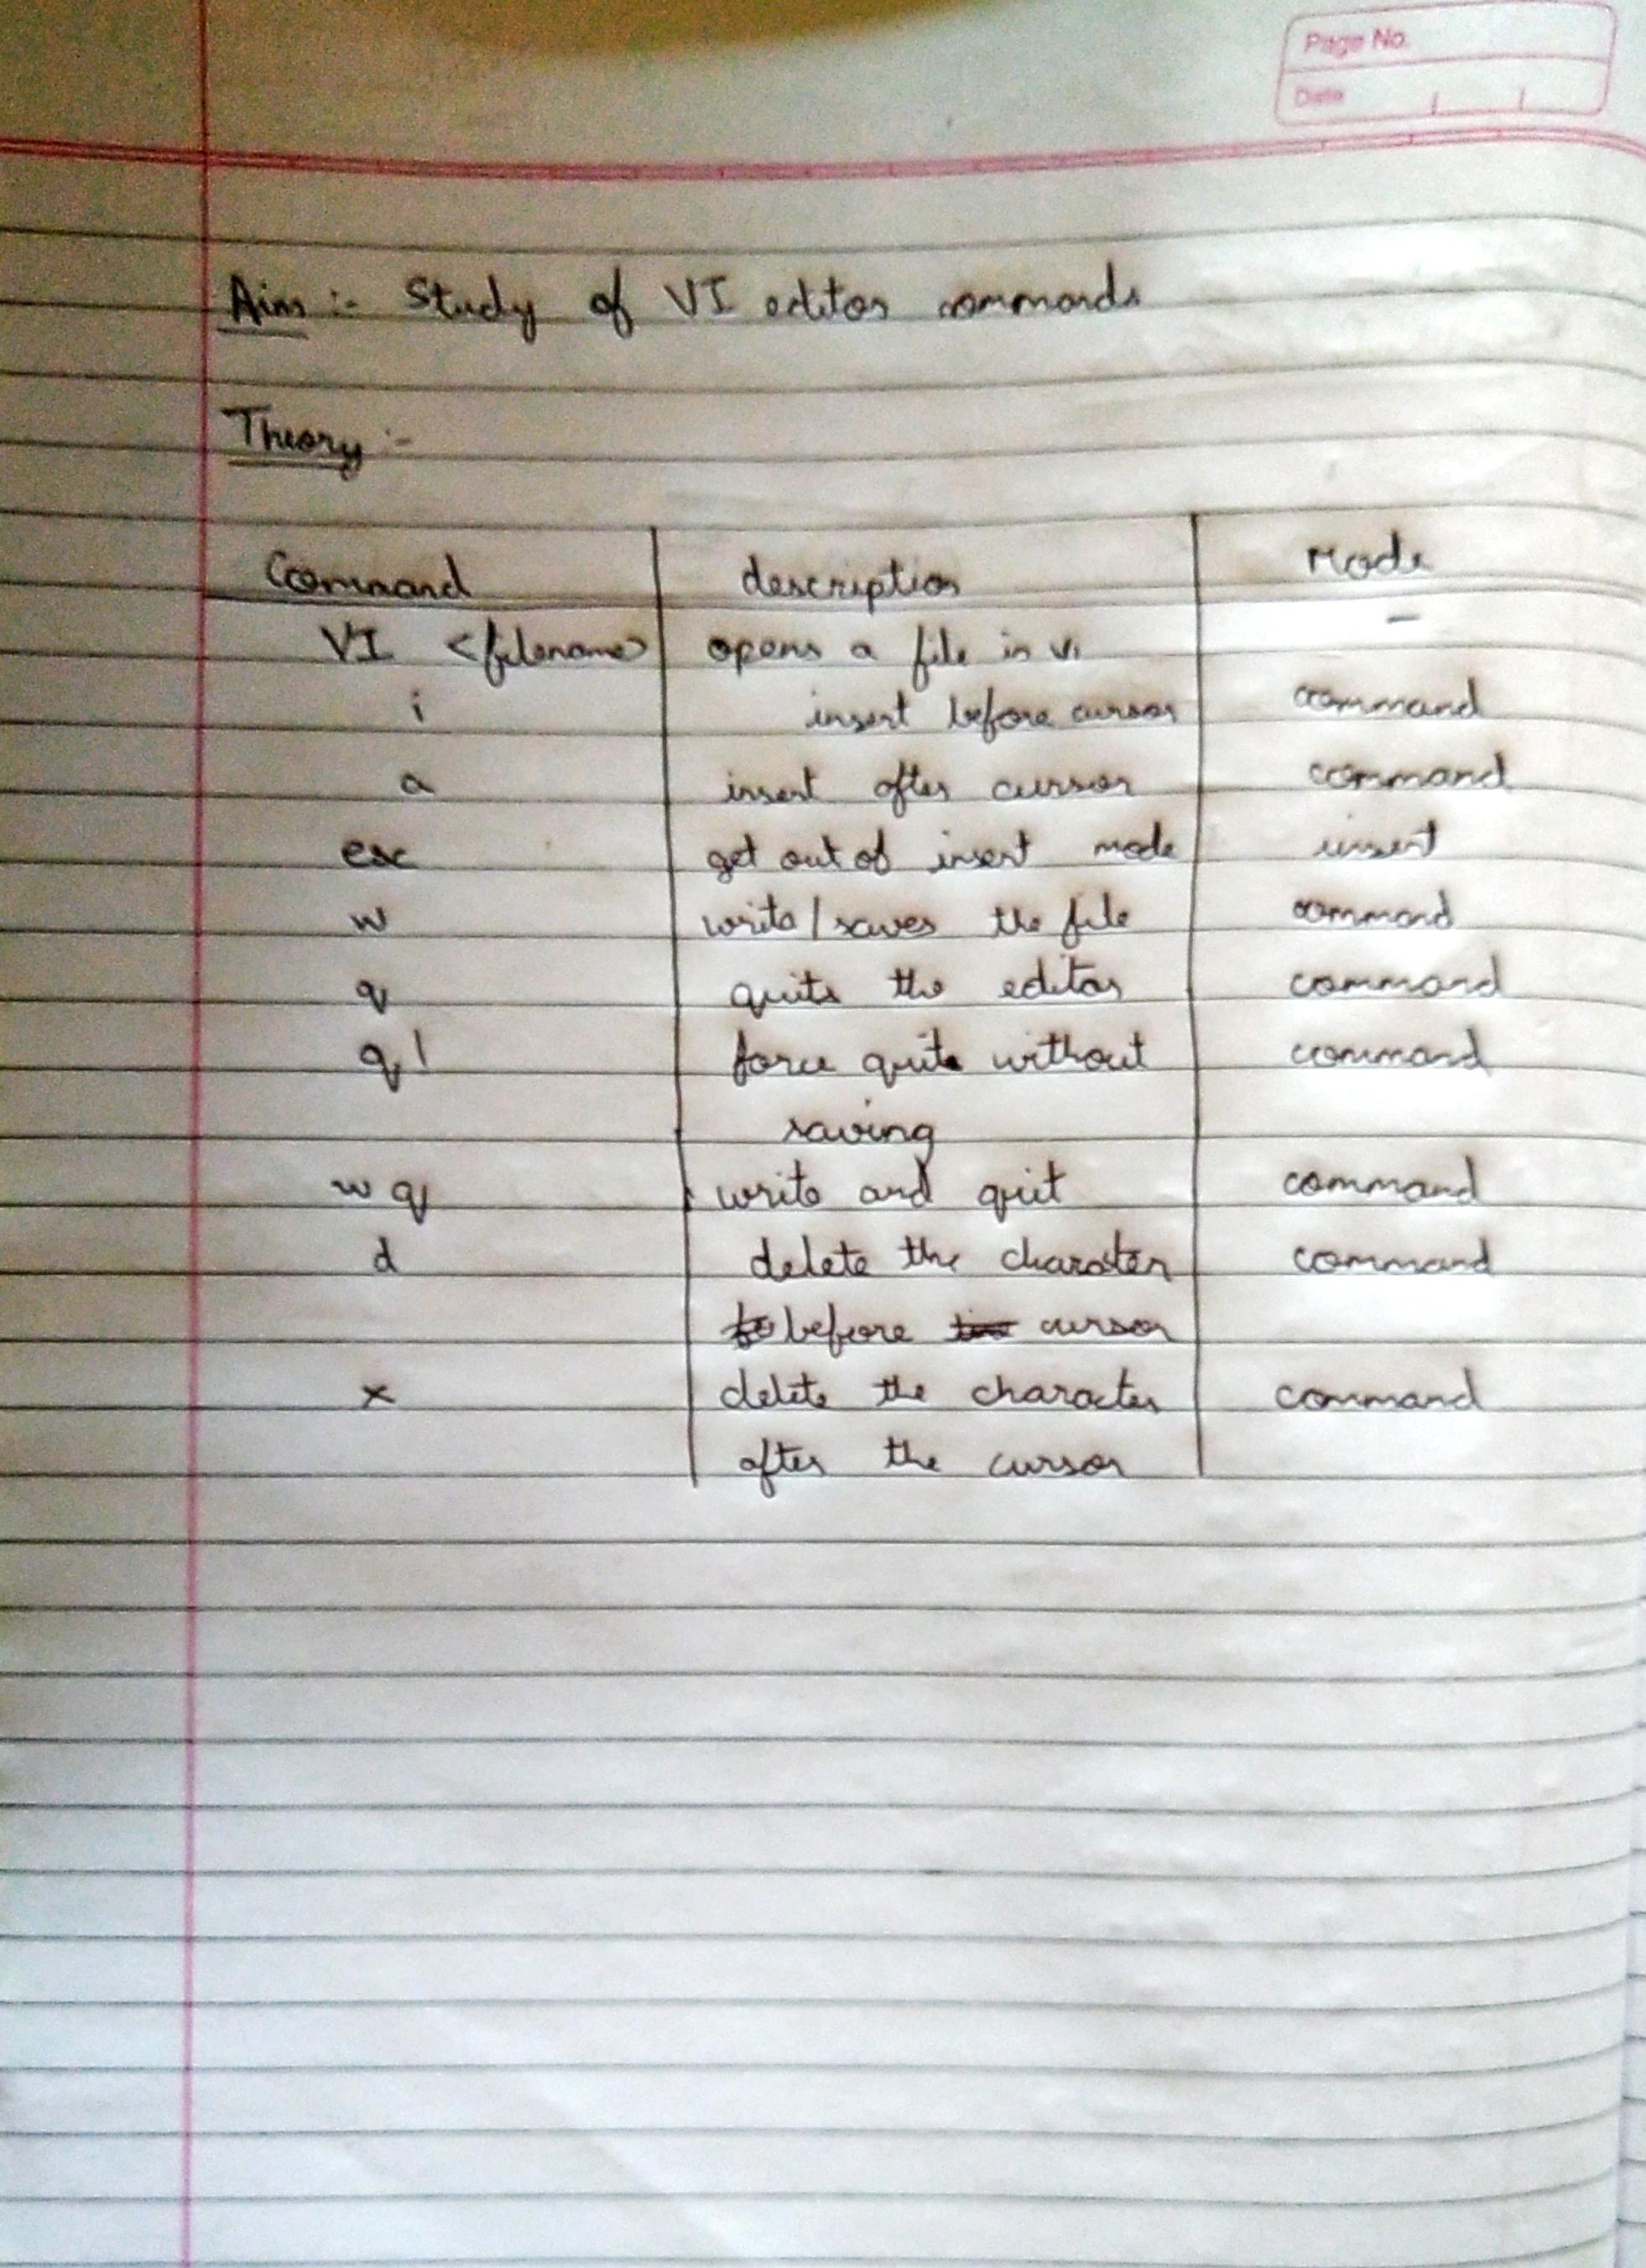 Page No.
Date
Aim :- Study of VI editor commands
Theory :-
Command description Mode
VI <filename> opens a file in vi -
i insert before cursor command
a insert after cursor command
esc get out of insert mode insert
w write/saves the file command
q quits the editor command
q! force quits without command
saving
wq write and quit command
d delete the charater command
before cursor
x delete the character command
after the cursor